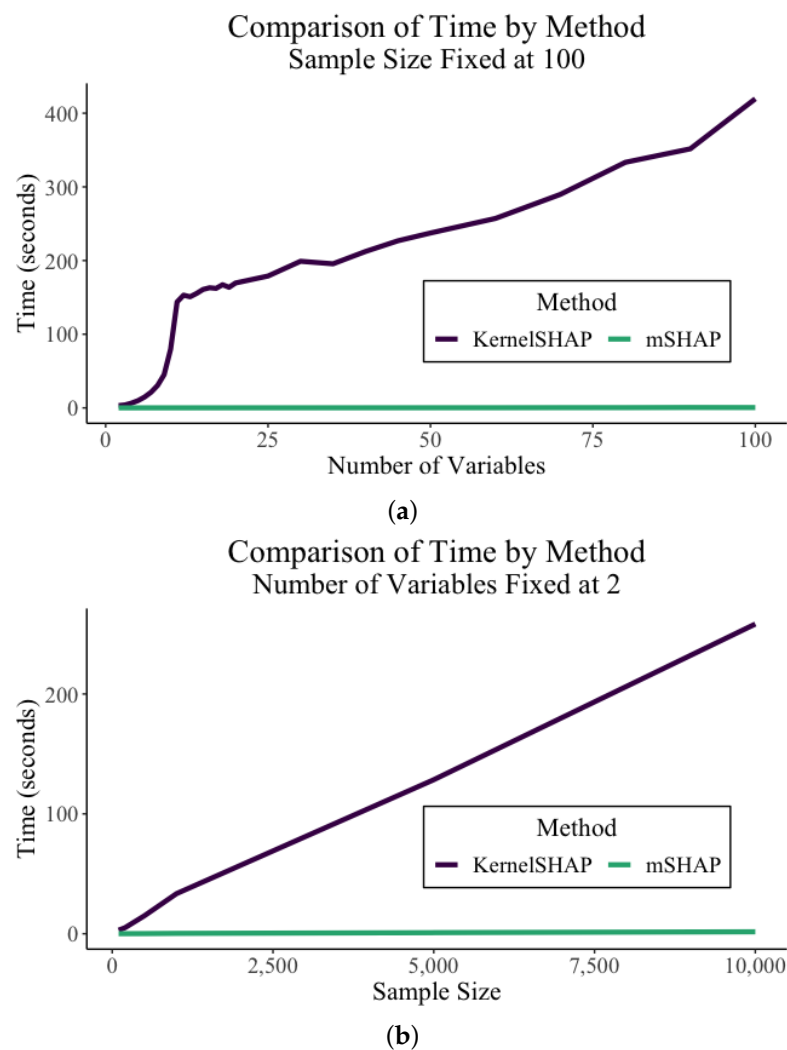 Comparison of Time by Method
Sample Size Fixed at 100
Time (seconds)
400
300
200
100
0
Method
KernelSHAP mSHAP
0 25 50 75 100
Number of Variables
(a)
Comparison of Time by Method
Number of Variables Fixed at 2
Time (seconds)
200
100
0
Method
KernelSHAP mSHAP
0 2,500 5,000 7,500 10,000
Sample Size
(b)